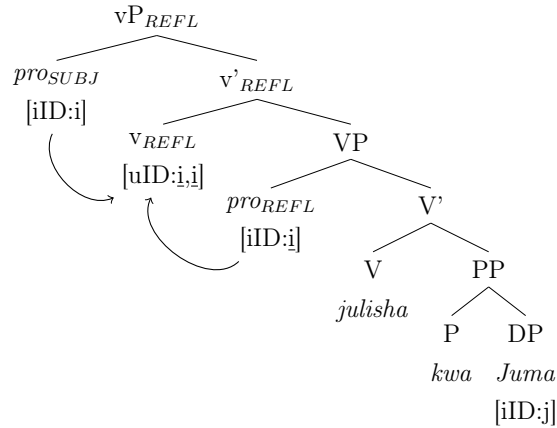 vP_REFL
pro_SUBJ v'_REFL
[iID:i]
v_REFL VP
[uID:i,i]
pro_REFL V'
[iID:i]
V PP
julisha
P DP
kwa Juma
[iID:j]